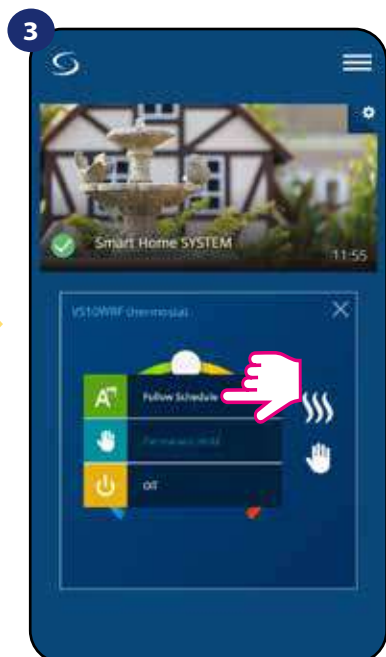 3
Smart Home SYSTEM
11:55
VS10WRF thermostat
Follow Schedule
Permanent Hold
Off